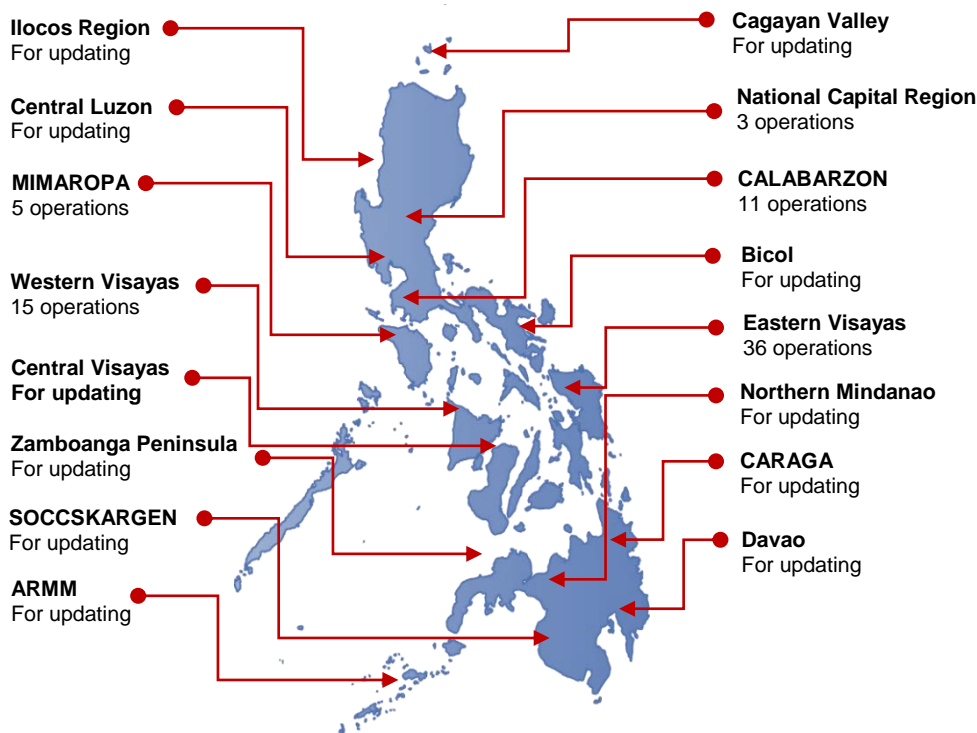 Ilocos Region
For updating
Central Luzon
For updating
MIMAROPA
5 operations
Western Visayas
15 operations
Central Visayas
For updating
Zamboanga Peninsula
For updating
SOCCSKARGEN
For updating
ARMM
For updating
Cagayan Valley
For updating
National Capital Region
3 operations
CALABARZON
11 operations
Bicol
For updating
Eastern Visayas
36 operations
Northern Mindanao
For updating
CARAGA
For updating
Davao
For updating